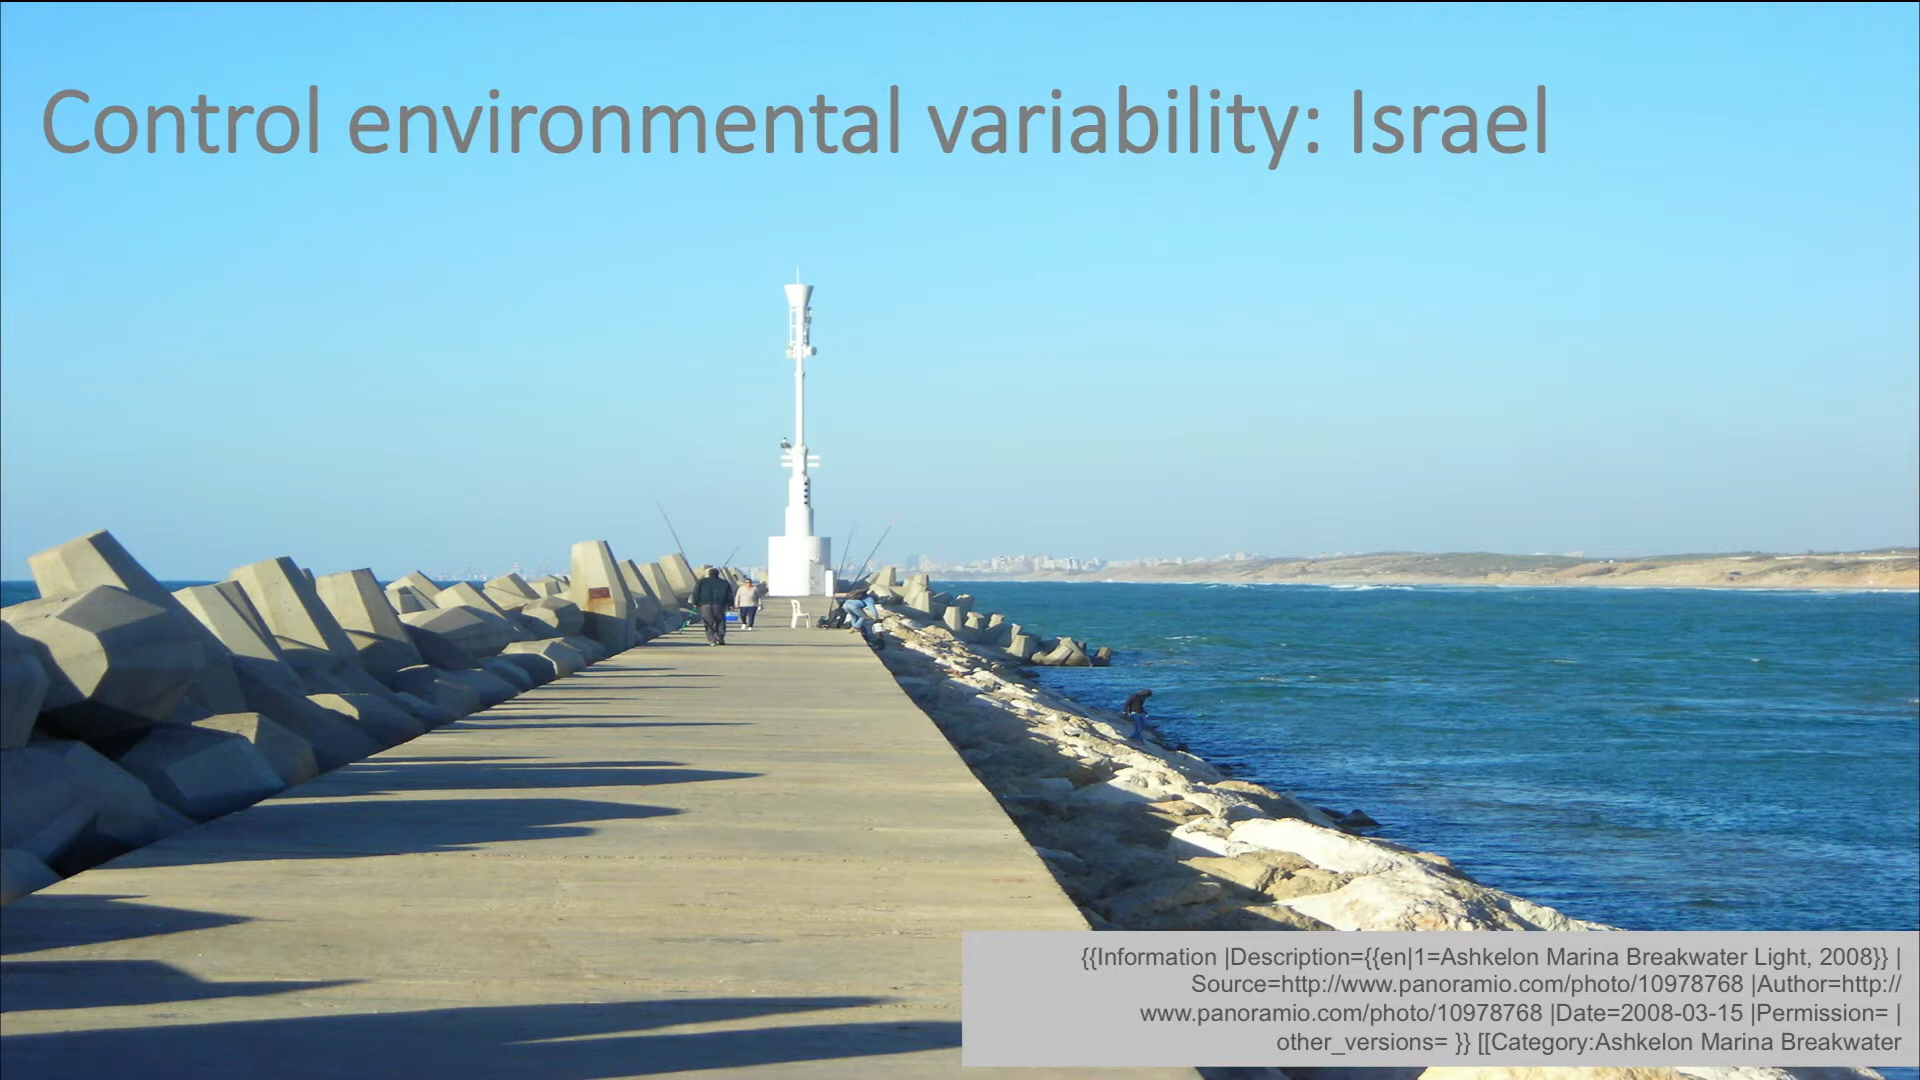 Control environmental variability: Israel
{{Information |Description={{en|1=Ashkelon Marina Breakwater Light, 2008}} |
Source=http://www.panoramio.com/photo/10978768 |Author=http://
www.panoramio.com/photo/10978768 |Date=2008-03-15 |Permission= |
other_versions= }} [[Category:Ashkelon Marina Breakwater